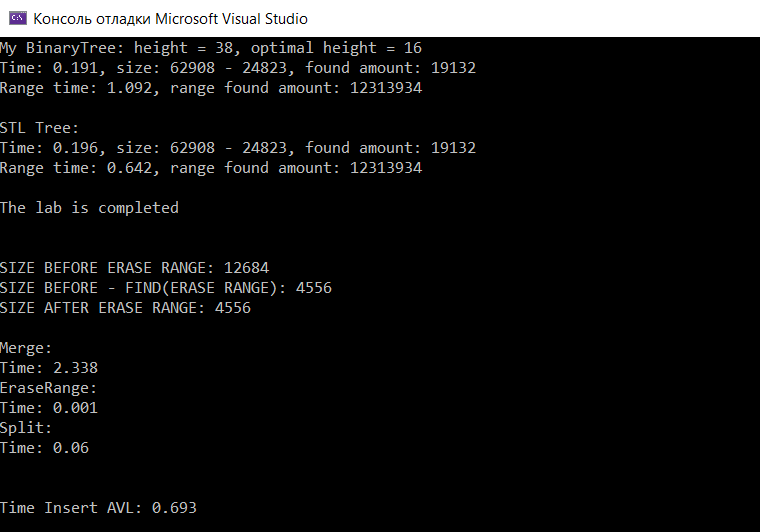 Консоль отладки Microsoft Visual Studio
My BinaryTree: height = 38, optimal height = 16
Time: 0.191, size: 62908 - 24823, found amount: 19132
Range time: 1.092, range found amount: 12313934
STL Tree:
Time: 0.196, size: 62908 - 24823, found amount: 19132
Range time: 0.642, range found amount: 12313934
The lab is completed
SIZE BEFORE ERASE RANGE: 12684
SIZE BEFORE - FIND(ERASE RANGE): 4556
SIZE AFTER ERASE RANGE: 4556
Merge:
Time: 2.338
EraseRange:
Time: 0.001
Split:
Time: 0.06
Time Insert AVL: 0.693